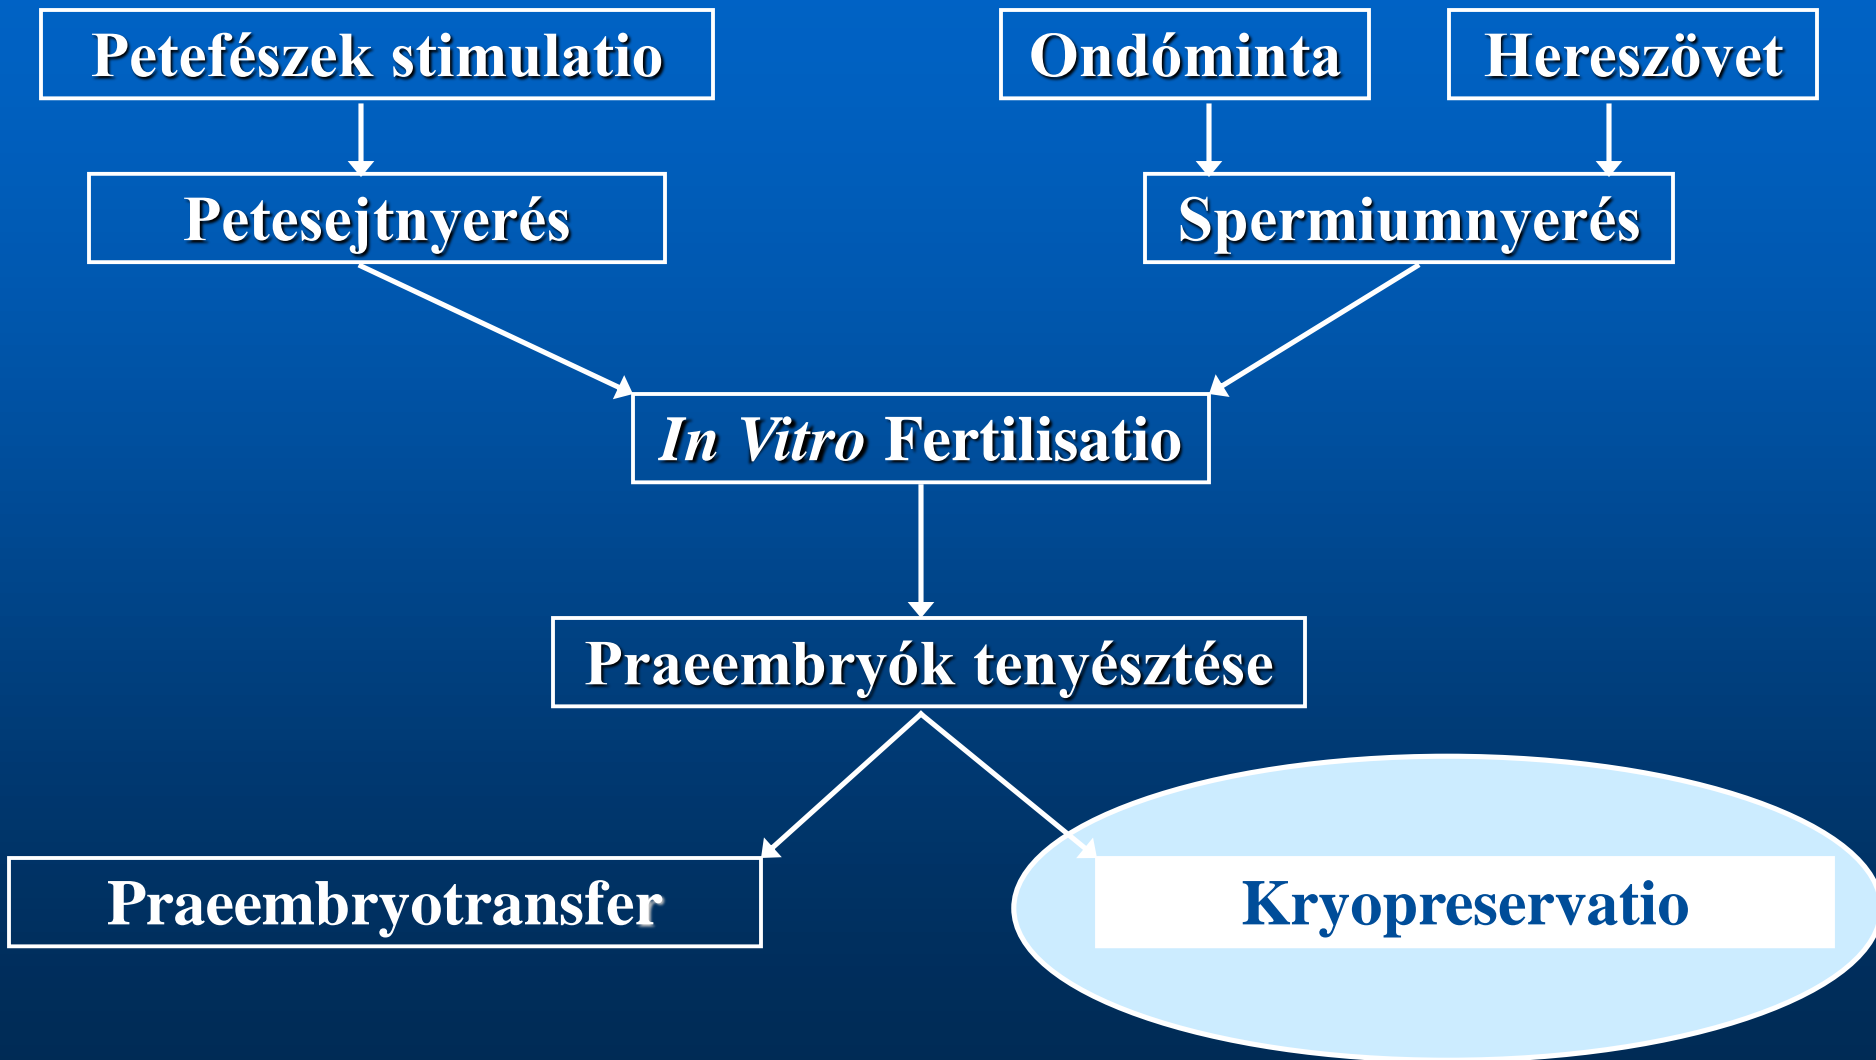 Petefészek stimulatio
Ondóminta
Hereszövet
Petesejtnyerés
Spermiumnyerés
In Vitro Fertilisatio
Praeembryók tenyésztése
Praeembryotransfer
Kryopreservatio